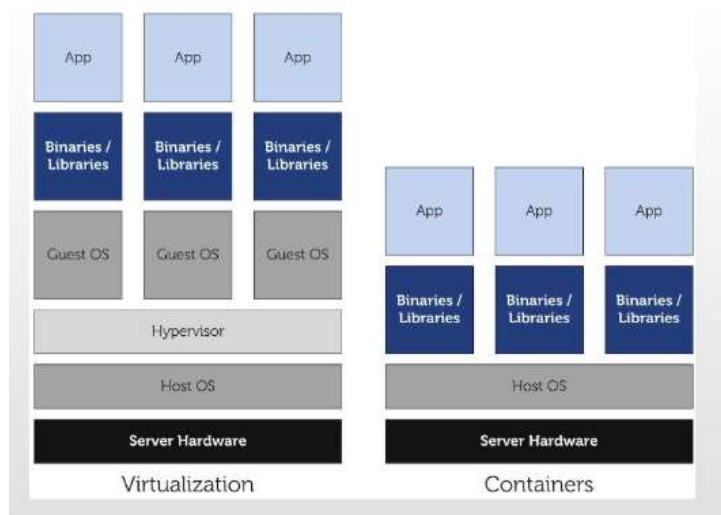 App
App
App
Binaries /
Libraries
Binaries /
Libraries
Binaries /
Libraries
Guest OS
Guest OS
Guest OS
Hypervisor
Host OS
Server Hardware
Virtualization
App
App
App
Binaries /
Libraries
Binaries /
Libraries
Binaries /
Libraries
Host OS
Server Hardware
Containers